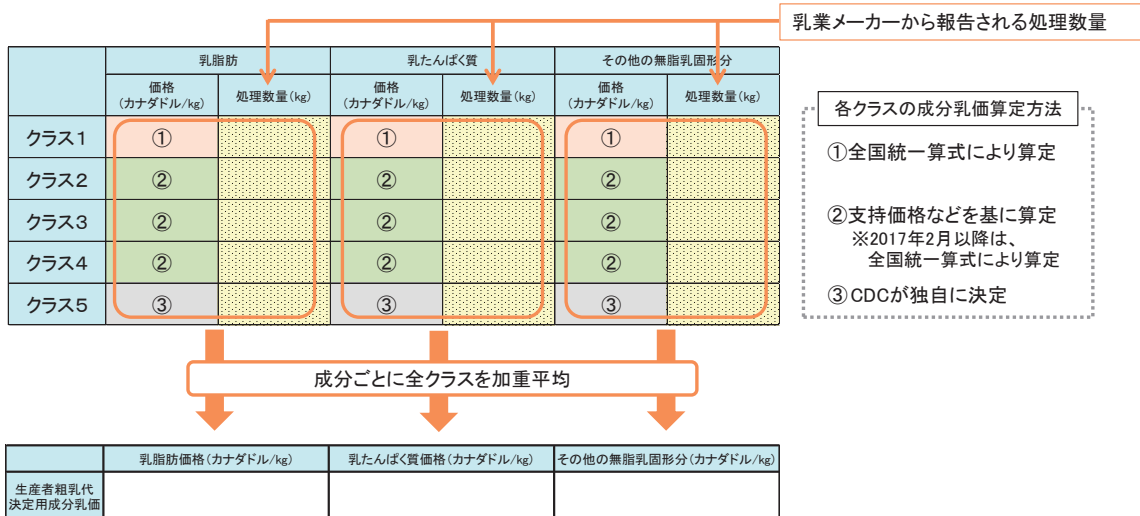 乳業メーカーから報告される処理数量
乳脂肪 乳たんぱく質 その他の無脂乳固形分
価格
(カナダドル/kg) 処理数量(kg) 価格
(カナダドル/kg) 処理数量(kg) 価格
(カナダドル/kg) 処理数量(kg)
クラス1 ① ① ①
クラス2 ② ② ②
クラス3 ② ② ②
クラス4 ② ② ②
クラス5 ③ ③ ③
各クラスの成分乳価算定方法
①全国統一算式により算定
②支持価格などを基に算定
※2017年2月以降は、
全国統一算式により算定
③CDCが独自に決定
成分ごとに全クラスを加重平均
乳脂肪価格(カナダドル/kg) 乳たんぱく質価格(カナダドル/kg) その他の無脂乳固形分(カナダドル/kg)
生産者粗乳代
決定用成分乳価